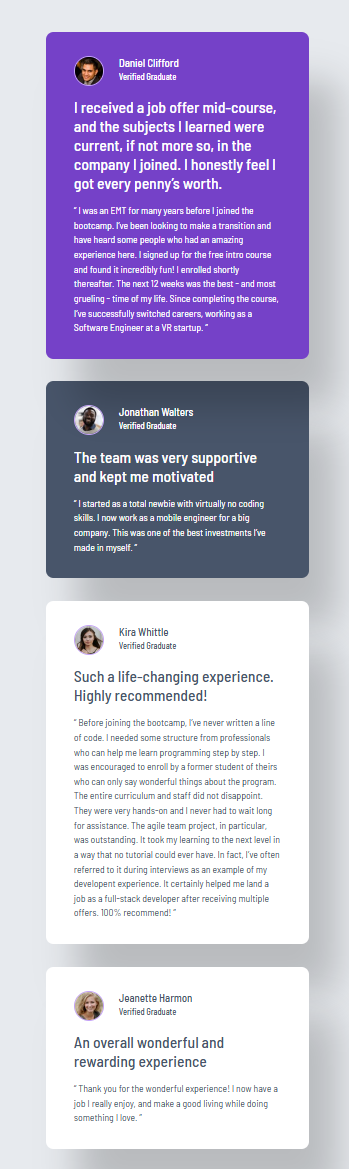 Daniel Clifford
Verified Graduate
I received a job offer mid-course,
and the subjects I learned were
current, if not more so, in the
company I joined. I honestly feel I
got every penny’s worth.
“ I was an EMT for many years before I joined the
bootcamp. I’ve been looking to make a transition and
have heard some people who had an amazing
experience here. I signed up for the free intro course
and found it incredibly fun! I enrolled shortly
thereafter. The next 12 weeks was the best - and most
grueling - time of my life. Since completing the course,
I’ve successfully switched careers, working as a
Software Engineer at a VR startup. ”
Jonathan Walters
Verified Graduate
The team was very supportive
and kept me motivated
“ I started as a total newbie with virtually no coding
skills. I now work as a mobile engineer for a big
company. This was one of the best investments I’ve
made in myself. ”
Kira Whittle
Verified Graduate
Such a life-changing experience.
Highly recommended!
“ Before joining the bootcamp, I’ve never written a line
of code. I needed some structure from professionals
who can help me learn programming step by step. I
was encouraged to enroll by a former student of theirs
who can only say wonderful things about the program.
The entire curriculum and staff did not disappoint.
They were very hands-on and I never had to wait long
for assistance. The agile team project, in particular,
was outstanding. It took my learning to the next level in
a way that no tutorial could ever have. In fact, I’ve often
referred to it during interviews as an example of my
developent experience. It certainly helped me land a
job as a full-stack developer after receiving multiple
offers. 100% recommend! ”
Jeanette Harmon
Verified Graduate
An overall wonderful and
rewarding experience
“ Thank you for the wonderful experience! I now have a
job I really enjoy, and make a good living while doing
something I love. ”